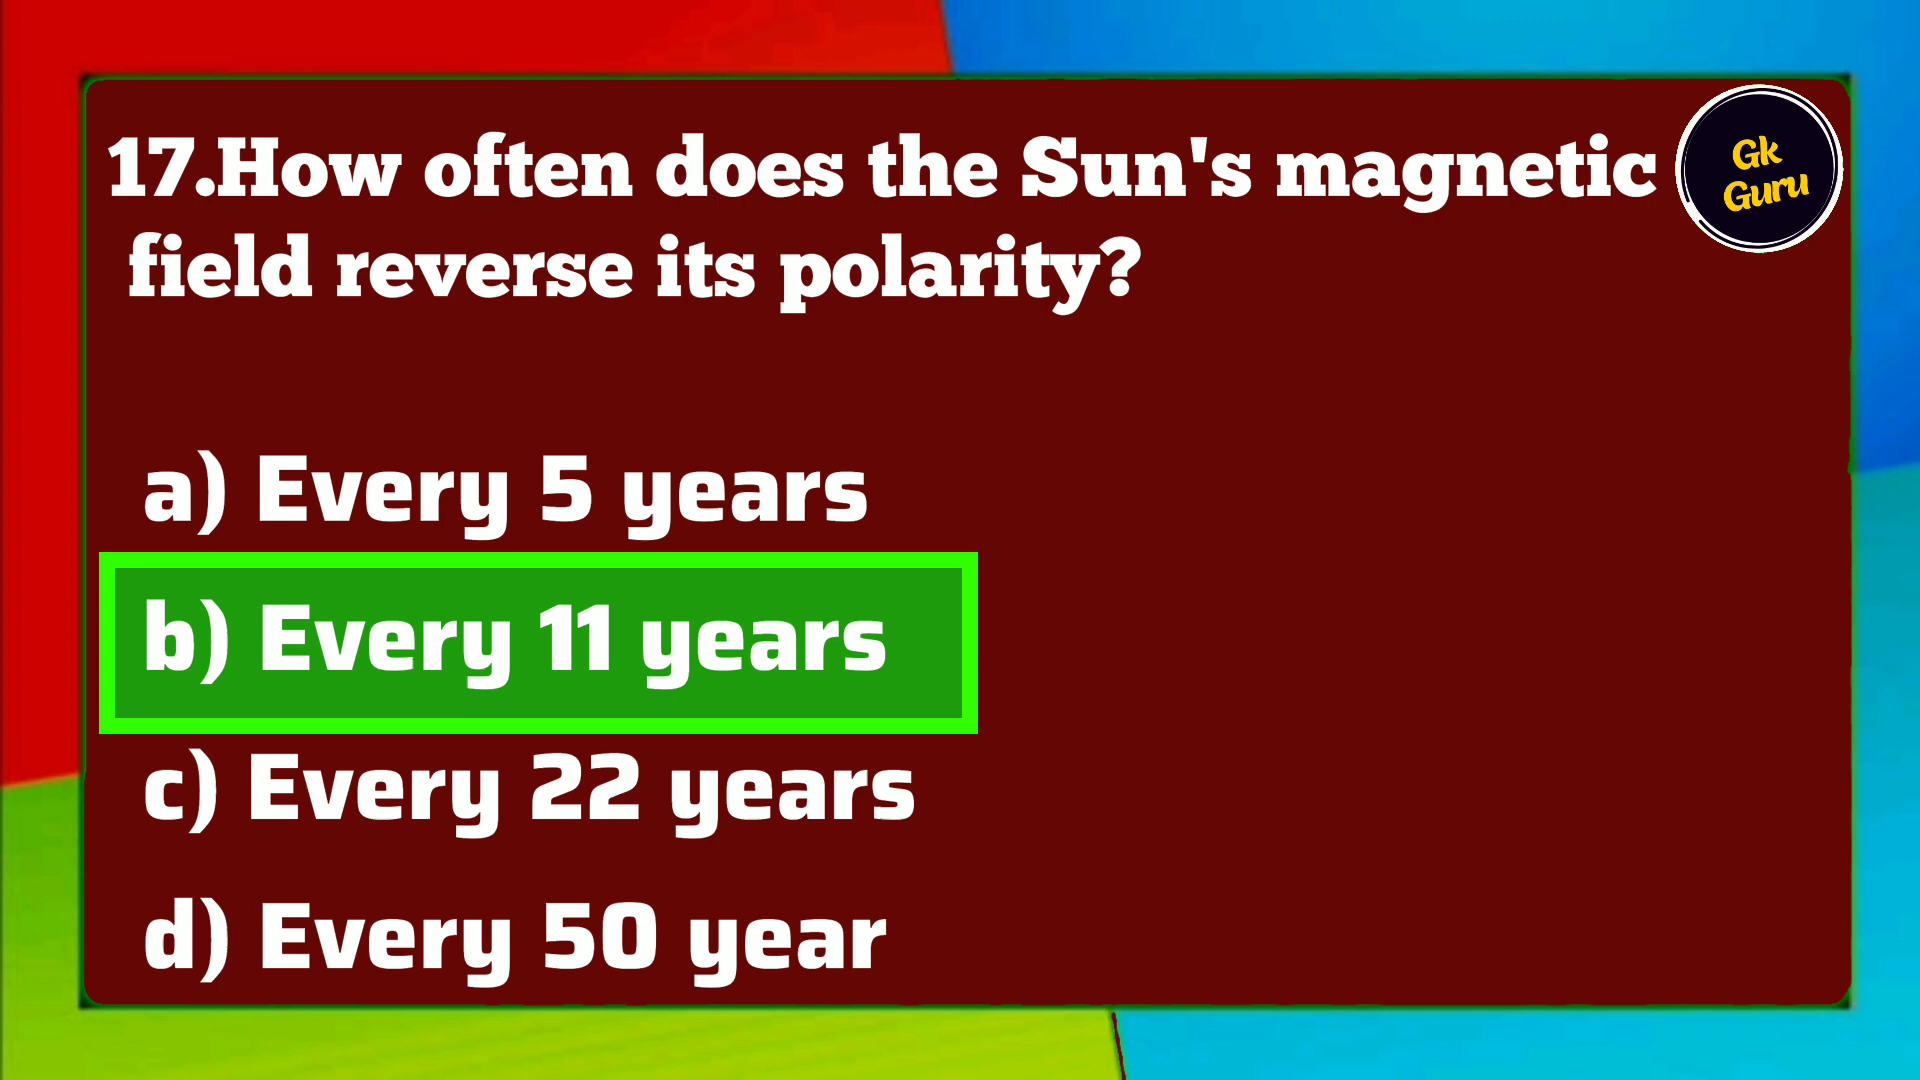 17.How often does the Sun's magnetic
field reverse its polarity?
Gk
Guru
a) Every 5 years
b) Every 11 years
c) Every 22 years
d) Every 50 year